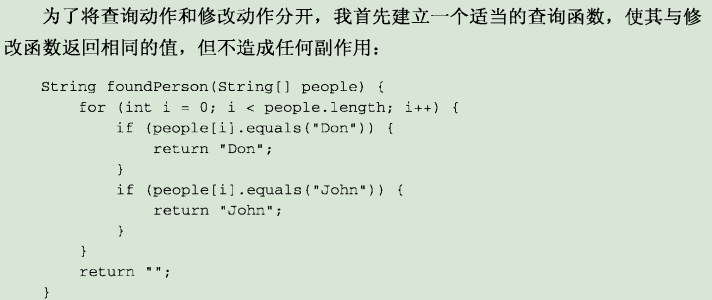 为了将查询动作和修改动作分开，我首先建立一个适当的查询函数，使其与修
改函数返回相同的值，但不造成任何副作用：
String foundPerson(String[] people) {
    for (int i = 0; i < people.length; i++) {
        if (people[i].equals("Don")) {
            return "Don";
        }
        if (people[i].equals("John")) {
            return "John";
        }
    }
    return "";
}